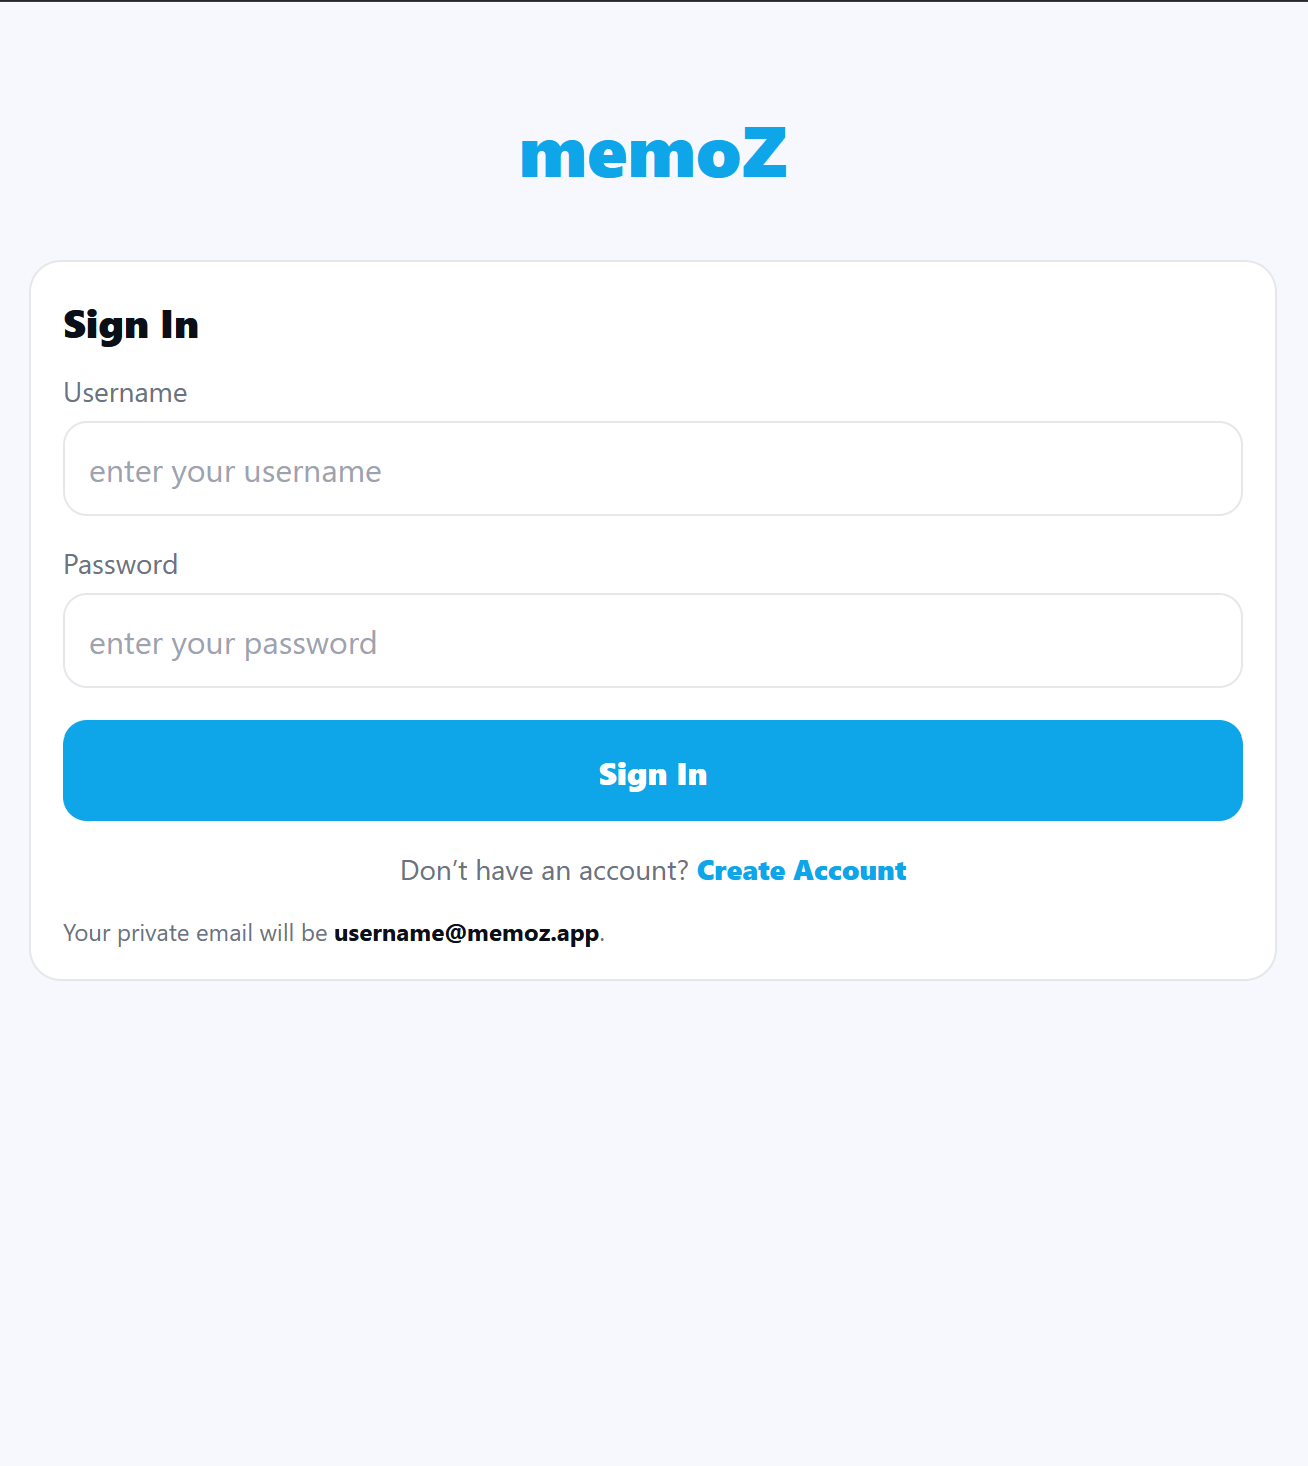 memoZ
Sign In
Username
enter your username
Password
enter your password
Sign In
Don’t have an account? Create Account
Your private email will be username@memoz.app.